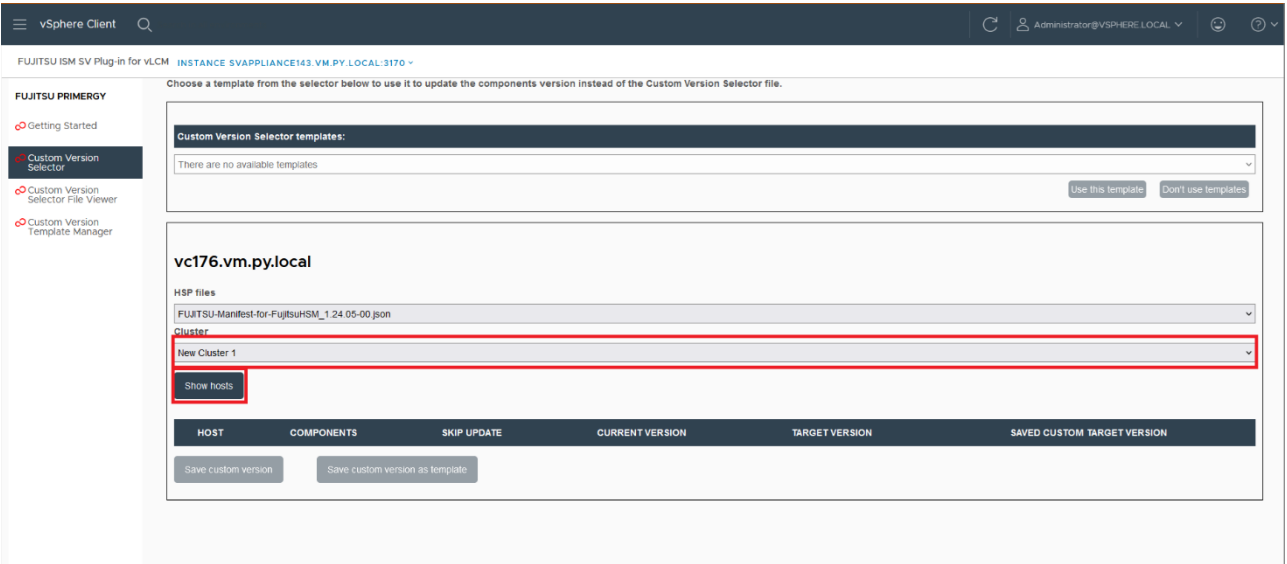 vSphere Client
Administrator@VSPHERE.LOCAL
FUJITSU ISM SV Plug-in for vLCM INSTANCE SVAPPLIANCE143.VM.PY.LOCAL:3170
FUJITSU PRIMERGY
Getting Started
Custom Version
Selector
Custom Version
Selector File Viewer
Custom Version
Template Manager
Choose a template from the selector below to use it to update the components version instead of the Custom Version Selector file.
Custom Version Selector templates:
There are no available templates
Use this template Don't use templates
vc176.vm.py.local
HSP files
FUJITSU-Manifest-for-FujitsuHSM_1.24.05-00.json
Cluster
New Cluster 1
Show hosts
HOST COMPONENTS SKIP UPDATE CURRENT VERSION TARGET VERSION SAVED CUSTOM TARGET VERSION
Save custom version Save custom version as template